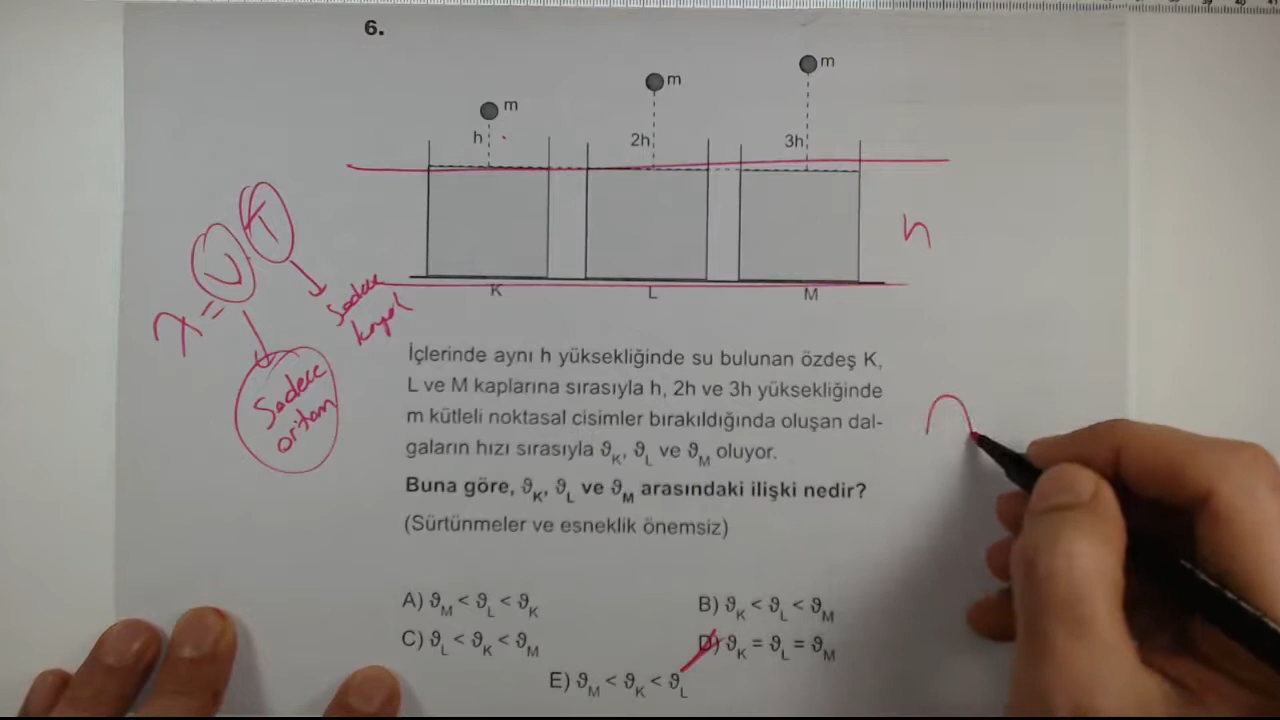 6.
m
m
m
h
2h
3h
K
L
M
h
λ = υ . T
Sadece
kaynak
Sadece
ortam
İçlerinde aynı h yüksekliğinde su bulunan özdeş K,
L ve M kaplarına sırasıyla h, 2h ve 3h yüksekliğinde
m kütleli noktasal cisimler bırakıldığında oluşan dal-
gaların hızı sırasıyla ϑK, ϑL ve ϑM oluyor.
Buna göre, ϑK, ϑL ve ϑM arasındaki ilişki nedir?
(Sürtünmeler ve esneklik önemsiz)
A) ϑM < ϑL < ϑK
B) ϑK < ϑL < ϑM
C) ϑL < ϑK < ϑM
D) ϑK = ϑL = ϑM
E) ϑM < ϑK < ϑL